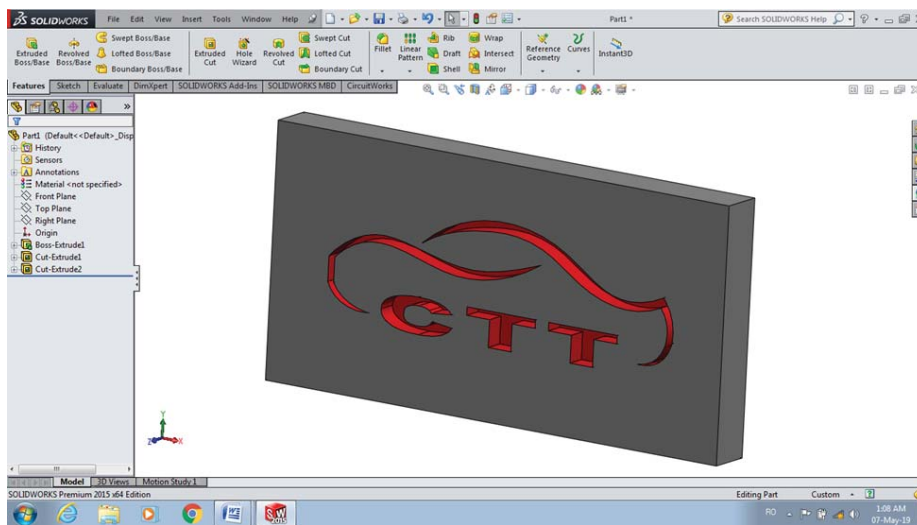 SOLIDWORKS File Edit View Insert Tools Window Help Part1 * Search SOLIDWORKS Help
Extruded Boss/Base Revolved Boss/Base Swept Boss/Base Lofted Boss/Base Boundary Boss/Base Extruded Cut Hole Wizard Revolved Cut Swept Cut Lofted Cut Boundary Cut Fillet Linear Pattern Rib Draft Shell Wrap Intersect Mirror Reference Geometry Curves Instant3D
Features Sketch Evaluate DimXpert SOLIDWORKS Add-Ins SOLIDWORKS MBD CircuitWorks
Part1 (Default<<Default>_Disp
History
Sensors
Annotations
Material <not specified>
Front Plane
Top Plane
Right Plane
Origin
Boss-Extrude1
Cut-Extrude1
Cut-Extrude2
CTT
Y
Z X
Model 3D Views Motion Study 1
SOLIDWORKS Premium 2015 x64 Edition Editing Part Custom
RO 1:08 AM
07-May-19